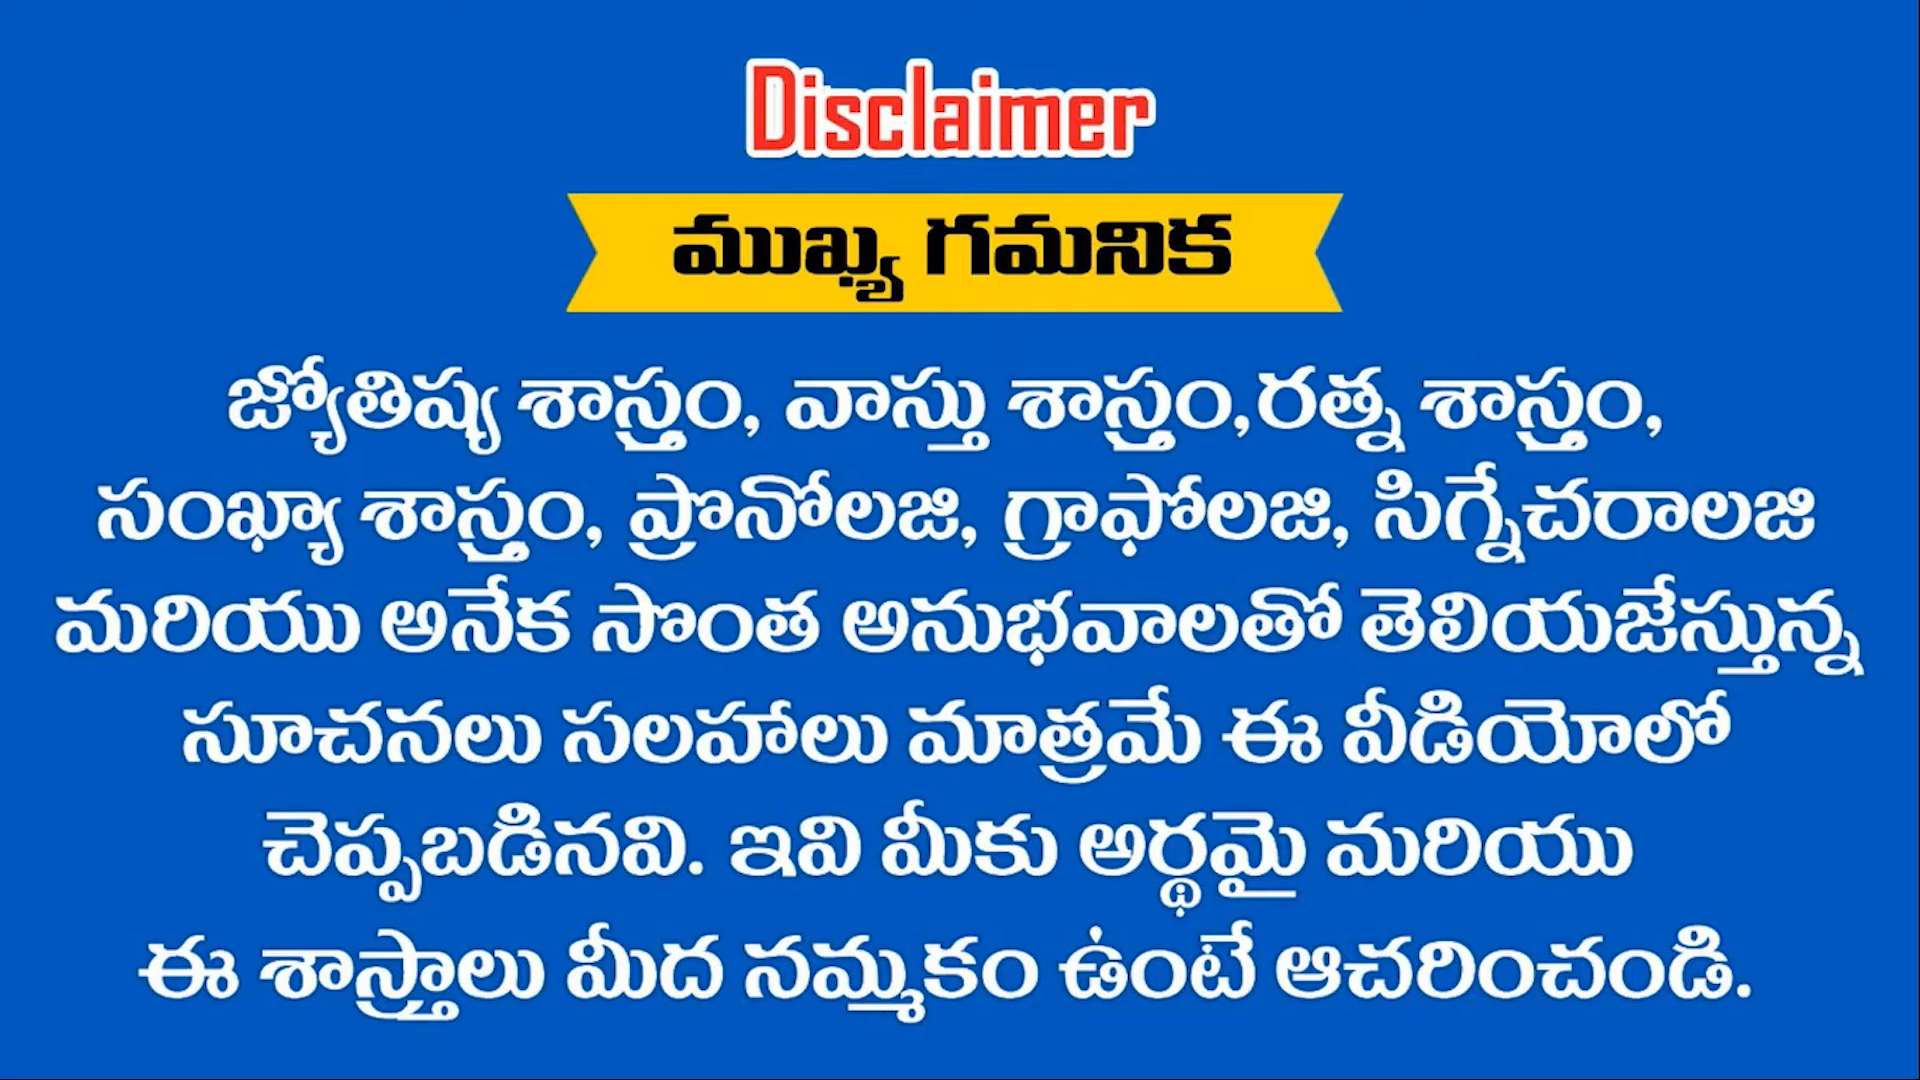 Disclaimer
ముఖ్య గమనిక
జ్యోతిష్య శాస్త్రం, వాస్తు శాస్త్రం,రత్న శాస్త్రం,
సంఖ్యా శాస్త్రం, ప్రొనోలజి, గ్రాఫోలజి, సిగ్నేచరాలజి
మరియు అనేక సొంత అనుభవాలతో తెలియజేస్తున్న
సూచనలు సలహాలు మాత్రమే ఈ వీడియోలో
చెప్పబడినవి. ఇవి మీకు అర్థమై మరియు
ఈ శాస్త్రాలు మీద నమ్మకం ఉంటే ఆచరించండి.